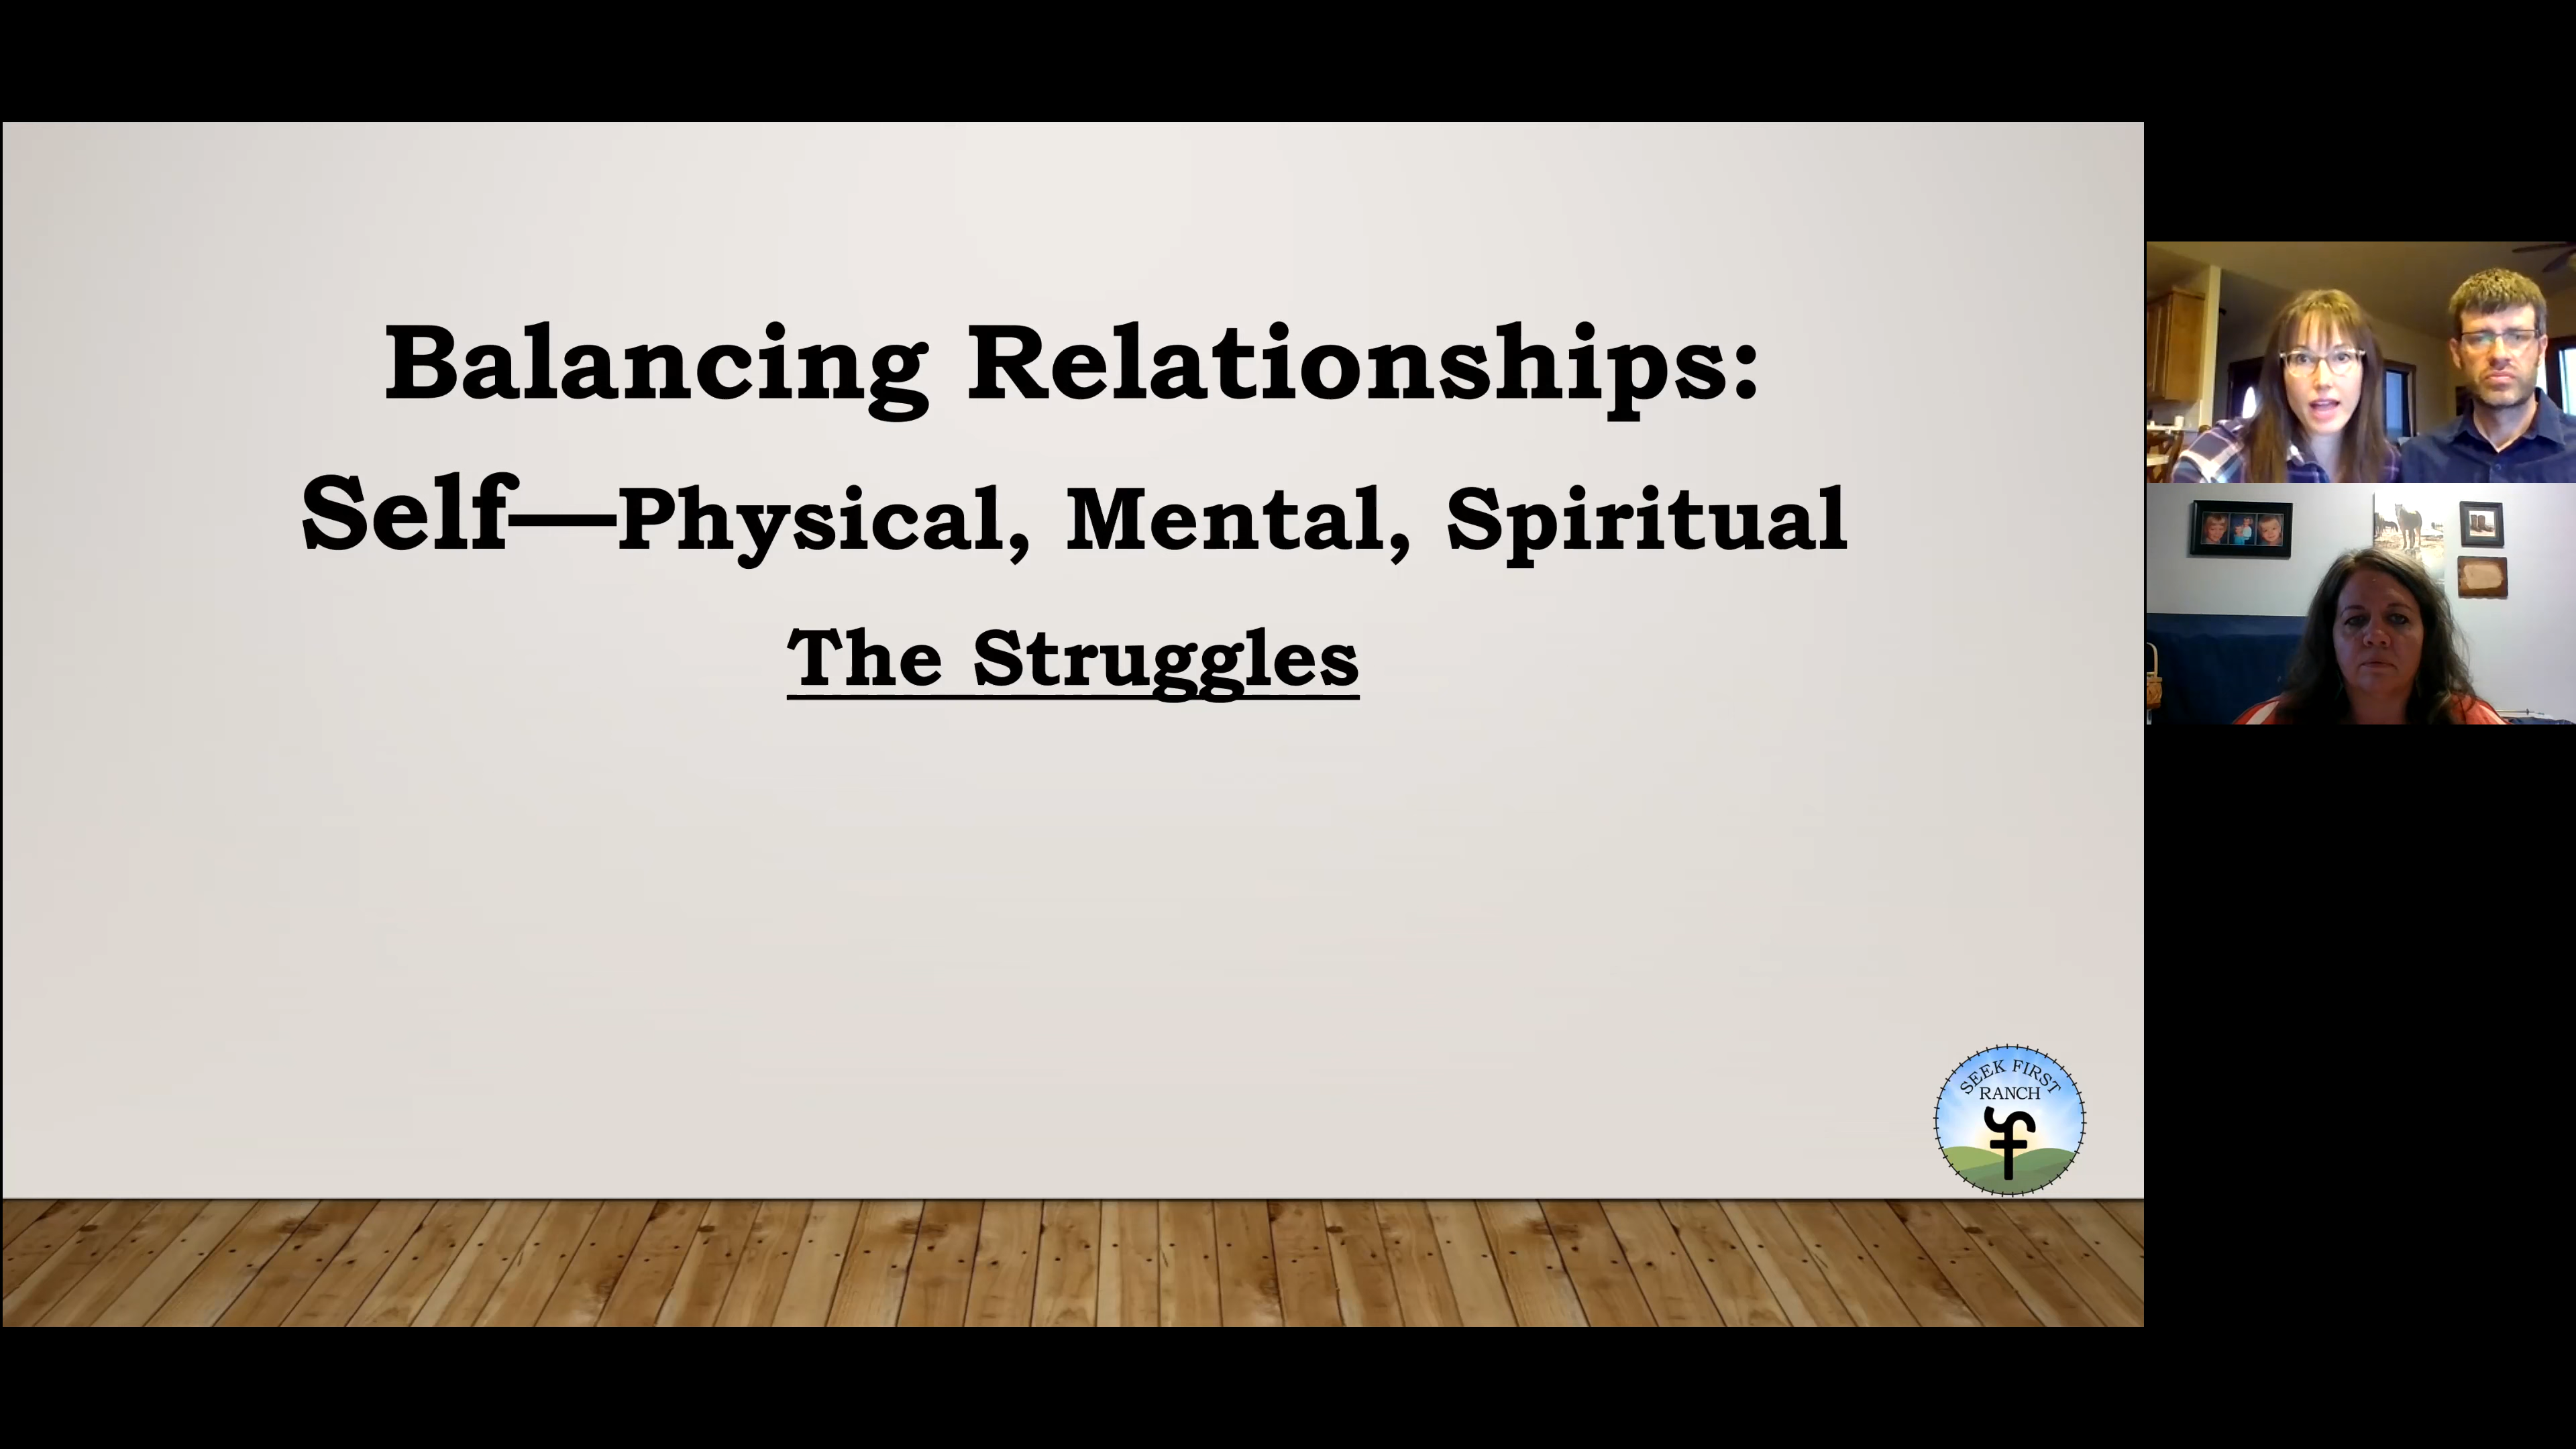 Balancing Relationships:
Self—Physical, Mental, Spiritual
The Struggles
SEEK FIRST
RANCH